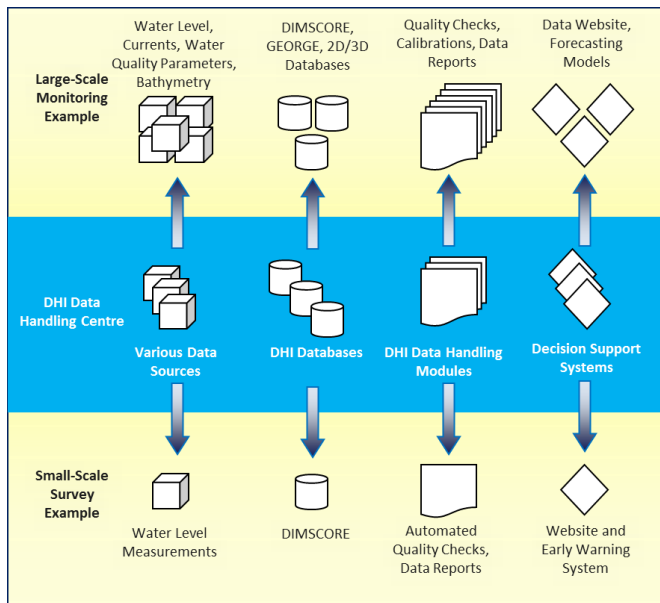 Water Level,
Currents, Water
Quality Parameters,
Bathymetry
DIMSCORE,
GEORGE, 2D/3D
Databases
Quality Checks,
Calibrations, Data
Reports
Data Website,
Forecasting
Models
Large-Scale
Monitoring
Example
DHI Data
Handling Centre
Various Data
Sources
DHI Databases
DHI Data Handling
Modules
Decision Support
Systems
Small-Scale
Survey
Example
Water Level
Measurements
DIMSCORE
Automated
Quality Checks,
Data Reports
Website and
Early Warning
System